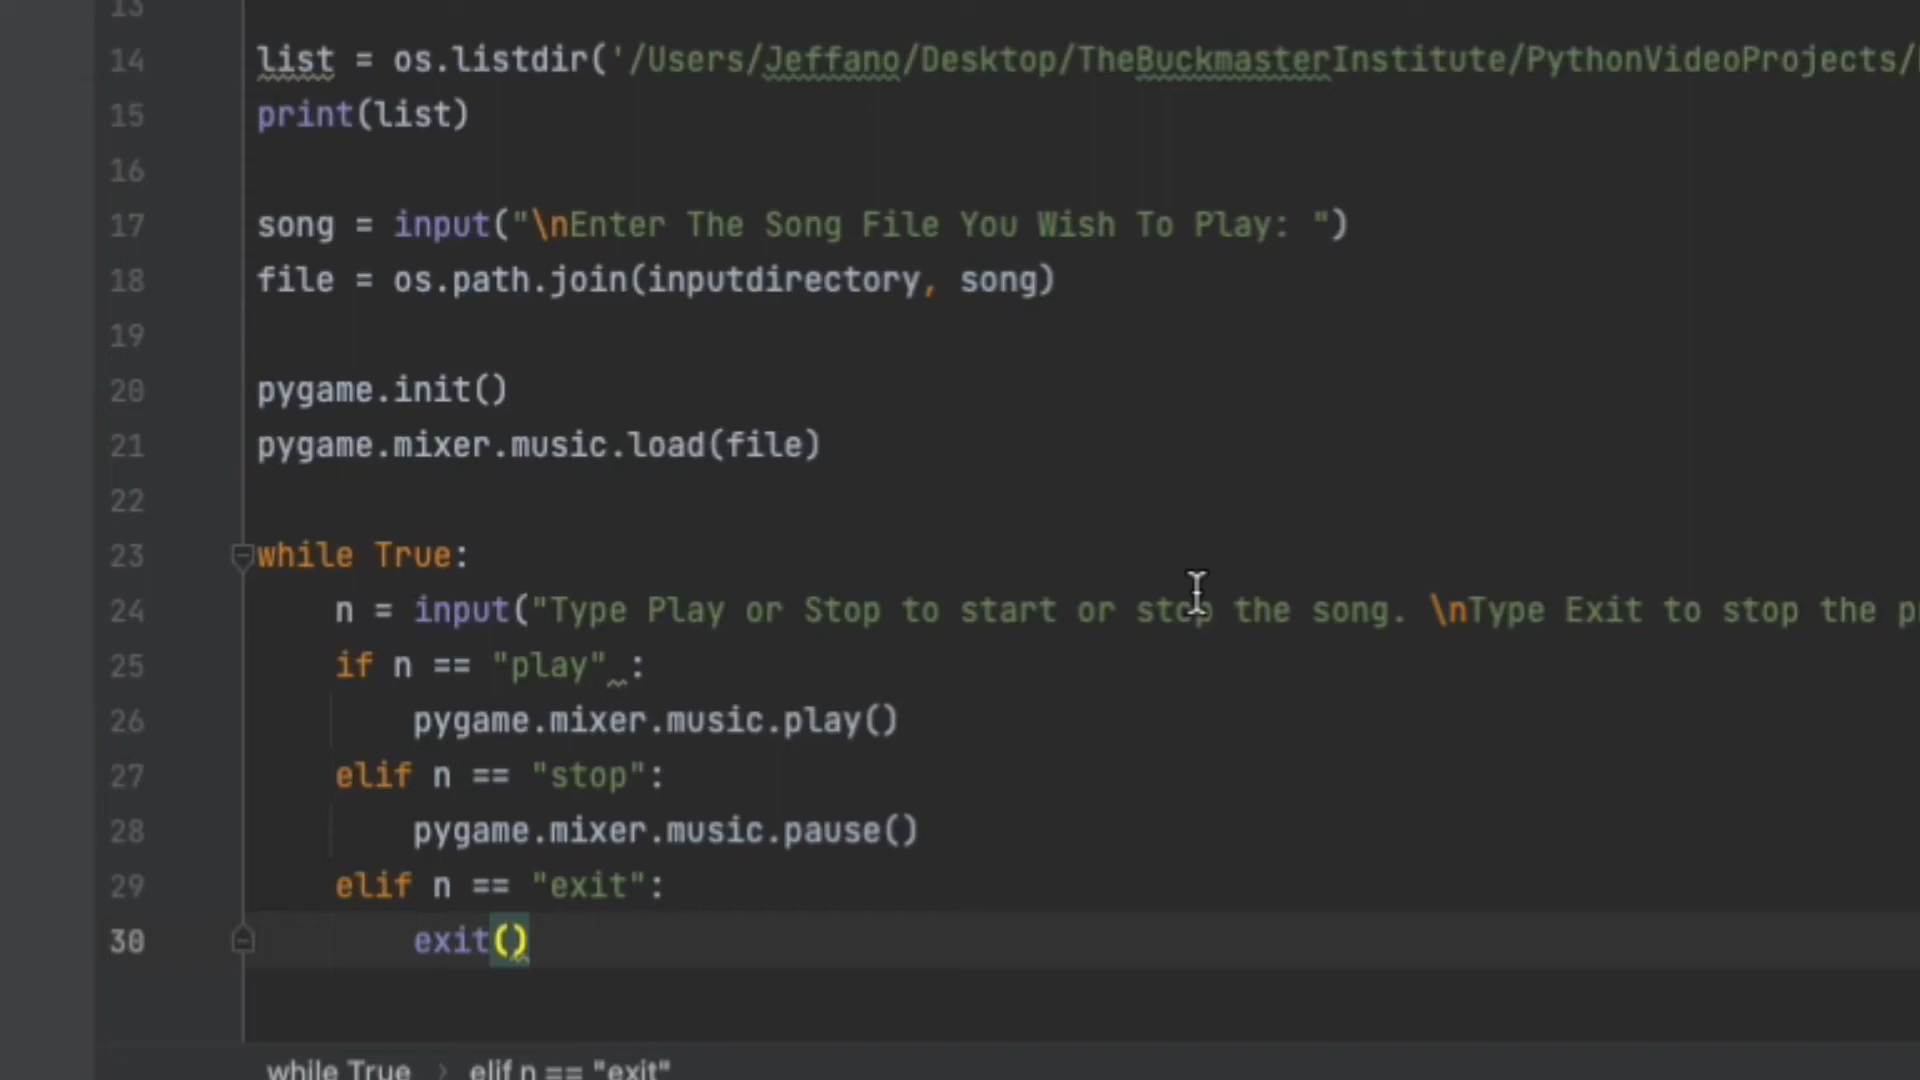 13
14 list = os.listdir('/Users/Jeffano/Desktop/TheBuckmasterInstitute/PythonVideoProjects/
15 print(list)
16
17 song = input("\nEnter The Song File You Wish To Play: ")
18 file = os.path.join(inputdirectory, song)
19
20 pygame.init()
21 pygame.mixer.music.load(file)
22
23 while True:
24 n = input("Type Play or Stop to start or stop the song. \nType Exit to stop the p
25 if n == "play" :
26 pygame.mixer.music.play()
27 elif n == "stop":
28 pygame.mixer.music.pause()
29 elif n == "exit":
30 exit()
while True › elif n == "exit"